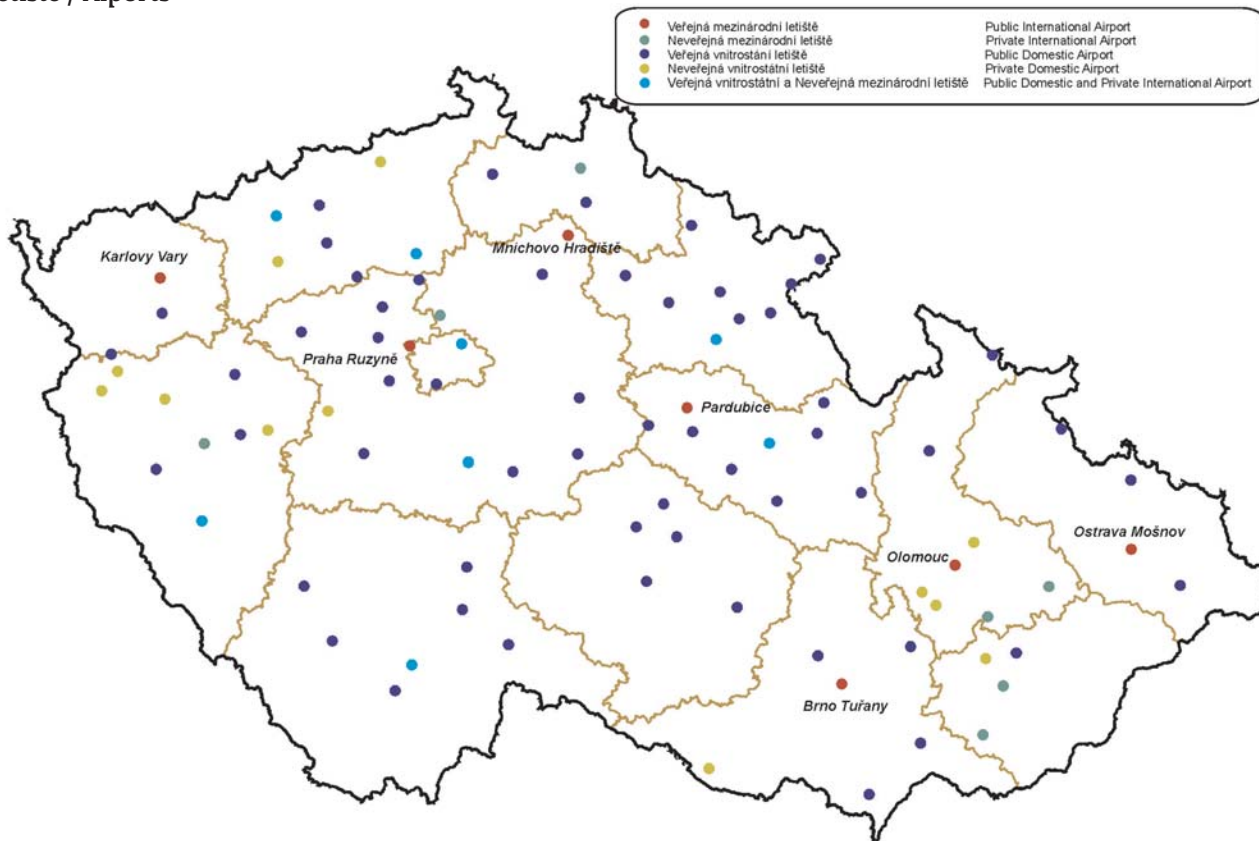 / Airports
Veřejná mezinárodní letiště Public International Airport
Neveřejná mezinárodní letiště Private International Airport
Veřejná vnitrostání letiště Public Domestic Airport
Neveřejná vnitrostátní letiště Private Domestic Airport
Veřejná vnitrostátní a Neveřejná mezinárodní letiště Public Domestic and Private International Airport
Mnichovo Hradiště
Karlovy Vary
Praha Ruzyně
Pardubice
Ostrava Mošnov
Olomouc
Brno Tuřany